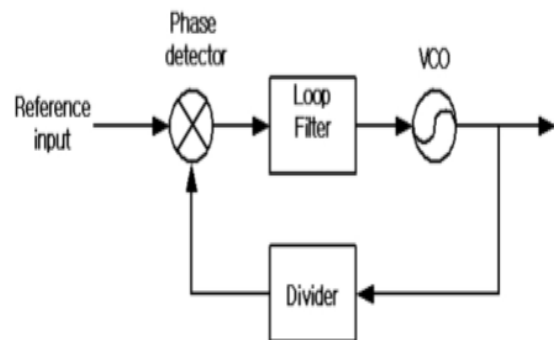 Phase
detector
VCO
Reference
input
Loop
Filter
Divider